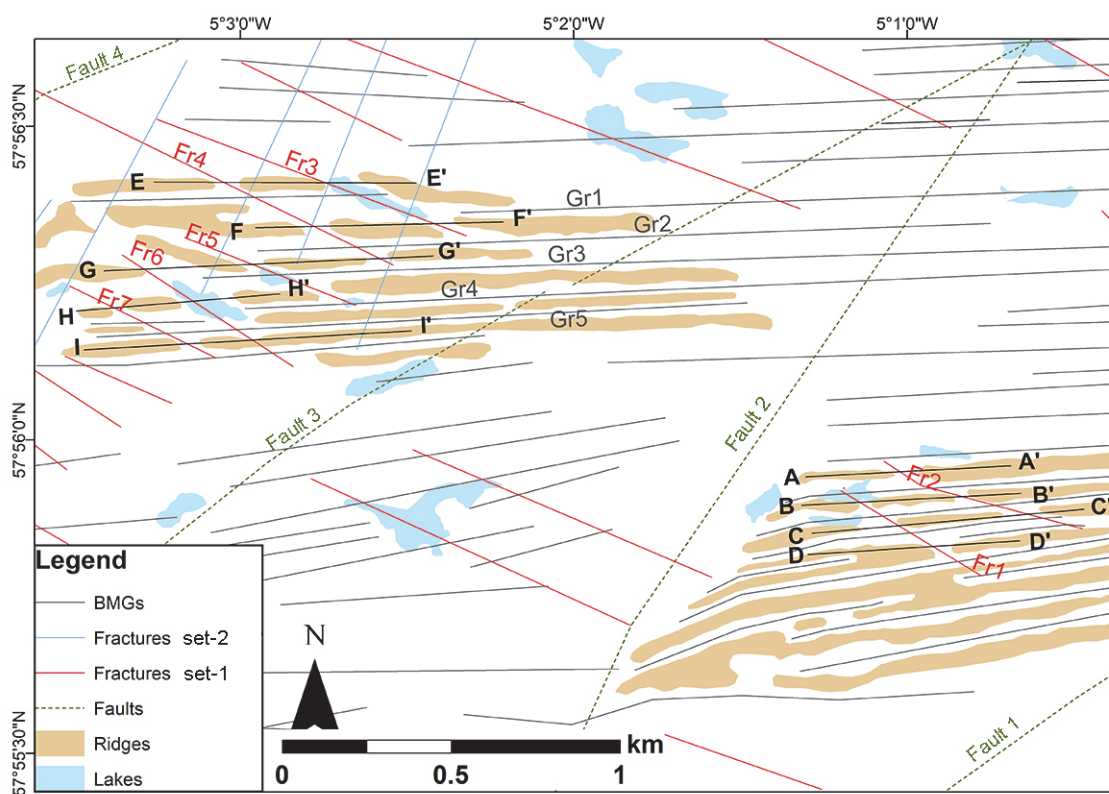 5°3'0"W
5°2'0"W
5°1'0"W
Fault 4
57°56'30"N
Fr4
Fr3
E
E'
Gr1
F
F'
Gr2
Fr5
G'
Gr3
Fr6
G
H'
Gr4
Fr7
H
I'
Gr5
I
Fault 3
Fault 2
57°56'0"N
A
A'
Fr2
B
B'
C
C'
D
D'
Fr1
Legend
BMGs
Fractures set-2
Fractures set-1
Faults
Ridges
Lakes
N
km
0
0.5
1
Fault 1
57°55'30"N